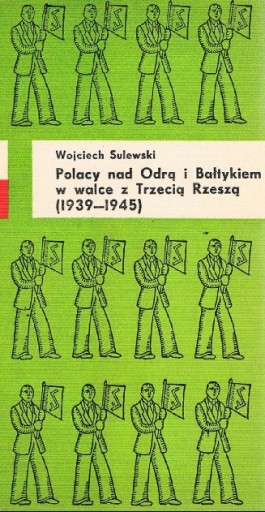 Wojciech Sulewski
Polacy nad Odrą i Bałtykiem
w walce z Trzecią Rzeszą
(1939—1945)